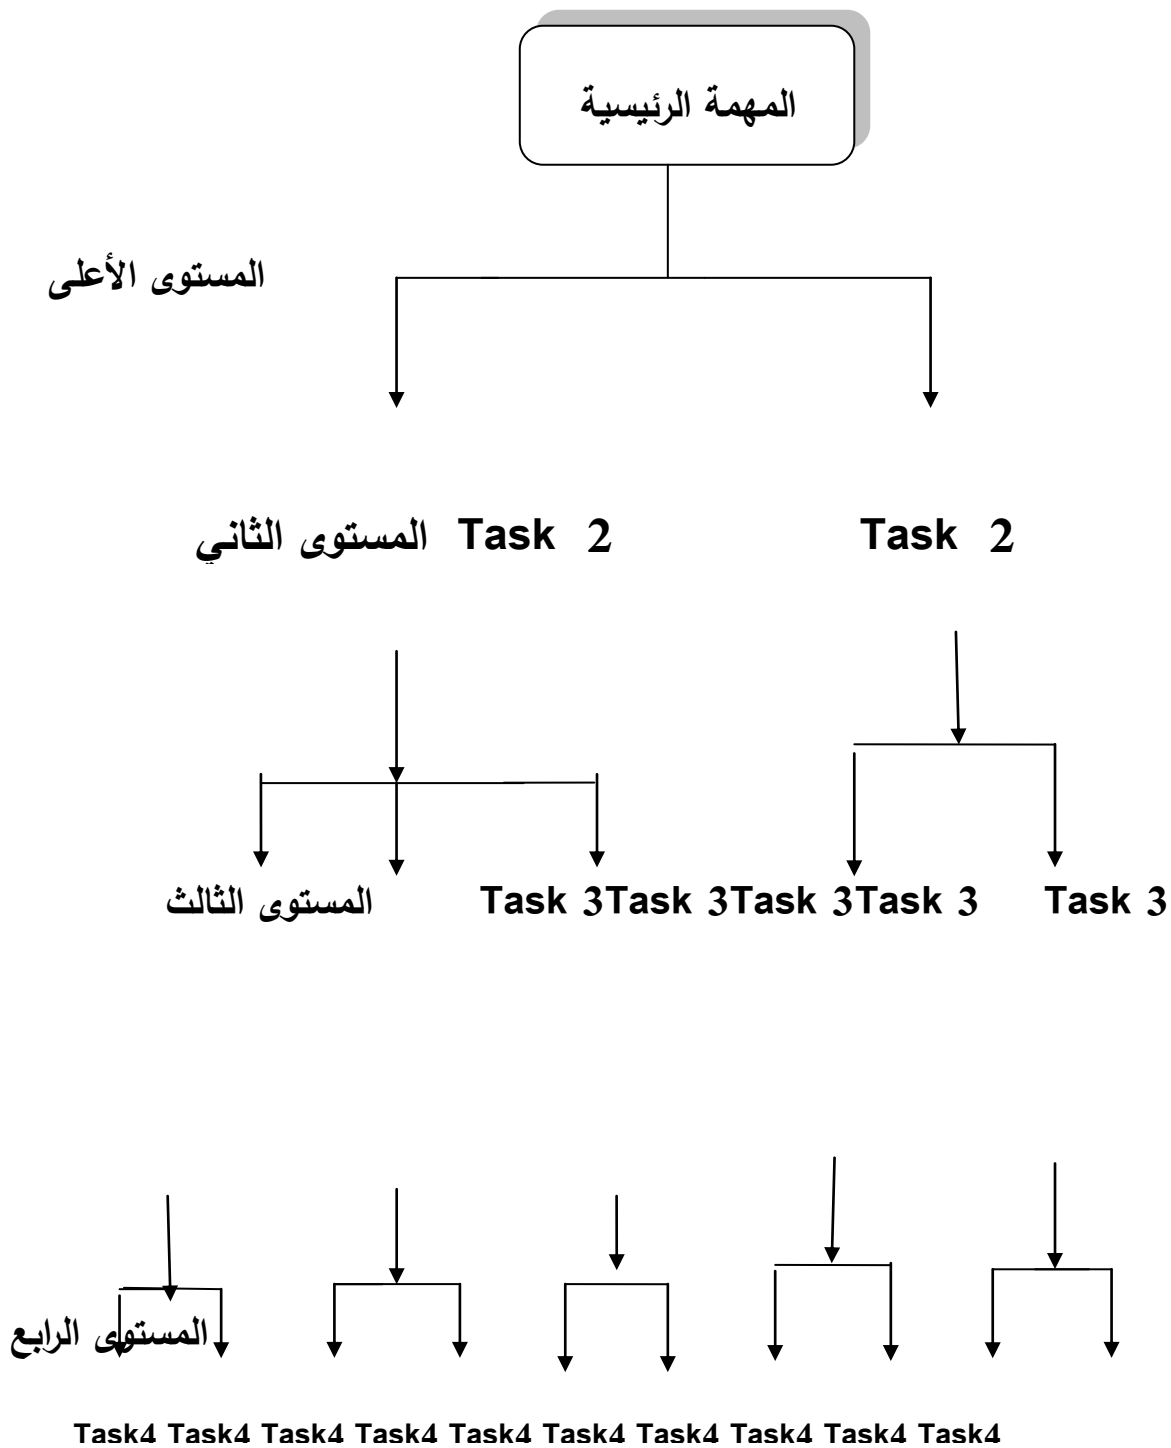 المهمة الرئيسية
المستوى الأعلى
المستوى الثاني Task 2 Task 2
المستوى الثالث Task 3Task 3Task 3Task 3 Task 3
المستوى الرابع
Task4 Task4 Task4 Task4 Task4 Task4 Task4 Task4 Task4 Task4